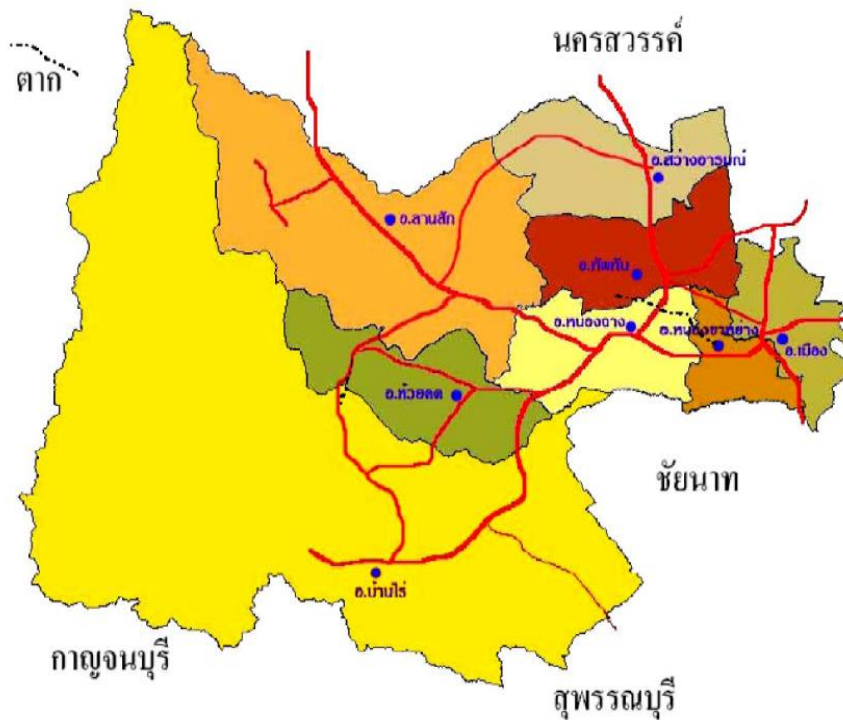 นครสวรรค์
ตาก
อ.สว่างอารมณ์
อ.ลานสัก
อ.ทัพทัน
อ.หนองฉาง
อ.หนองขาหย่าง
อ.เมือง
อ.ห้วยคต
ชัยนาท
อ.บ้านไร่
กาญจนบุรี
สุพรรณบุรี